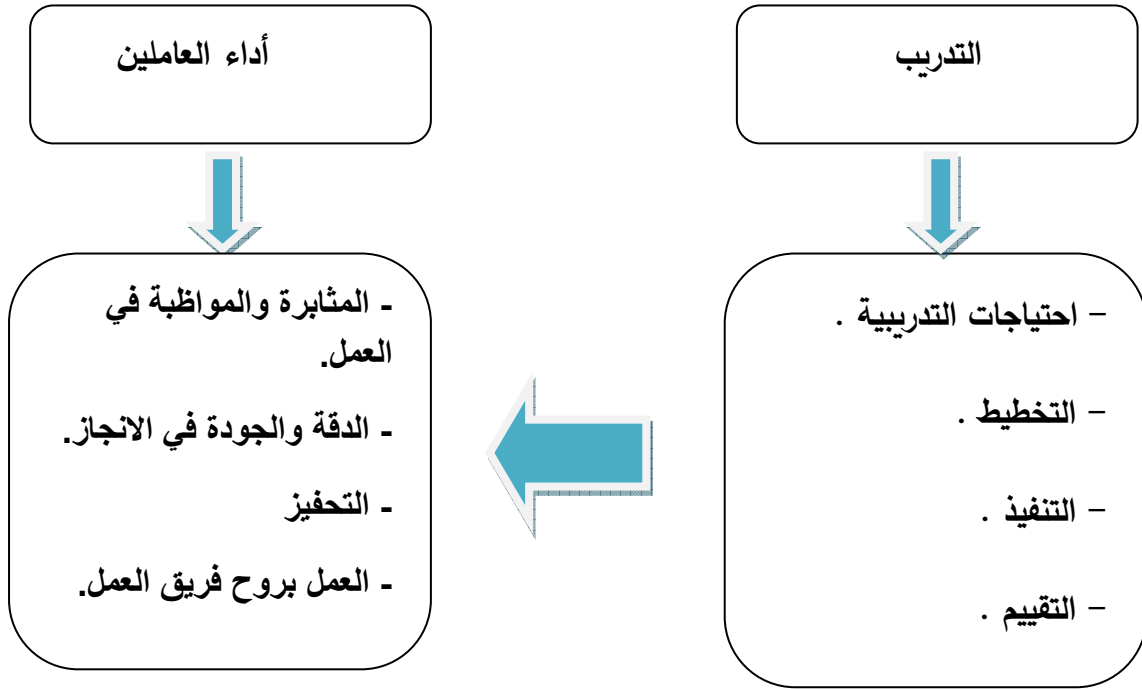 التدريب
أداء العاملين
– احتياجات التدريبية .
– التخطيط .
– التنفيذ .
– التقييم .
- المثابرة والمواظبة في
العمل.
- الدقة والجودة في الانجاز.
- التحفيز
- العمل بروح فريق العمل.